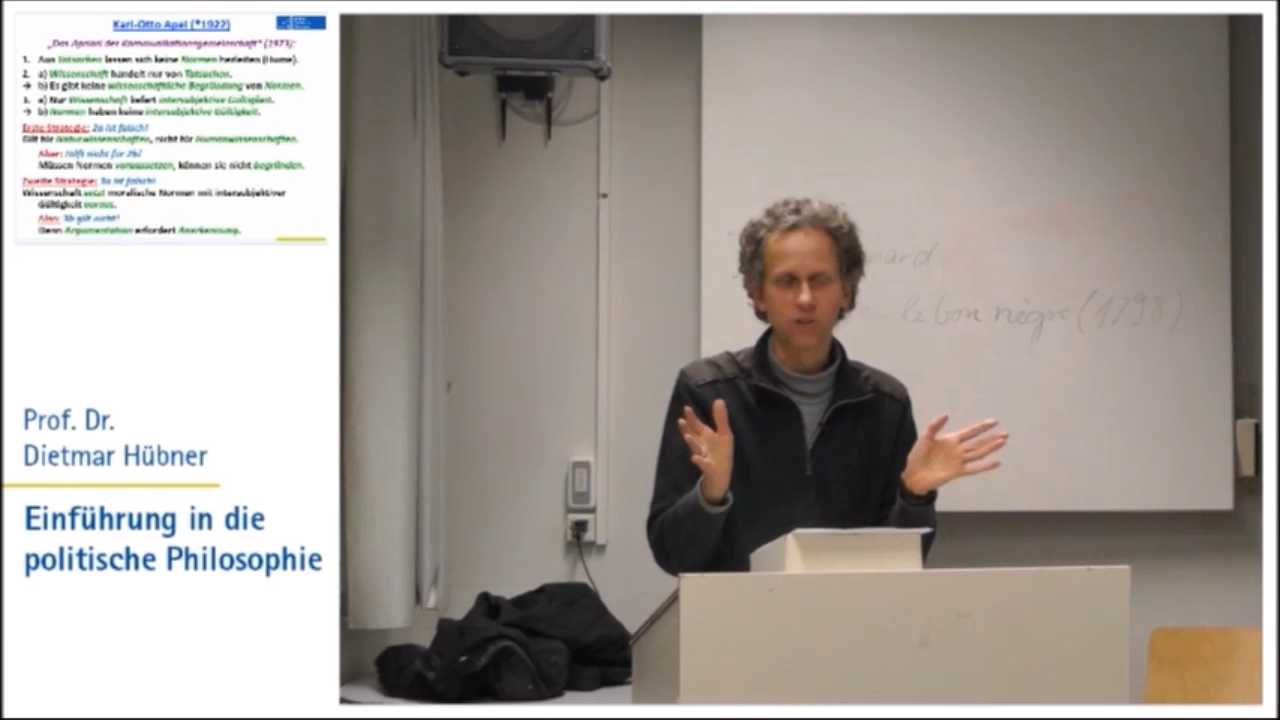 Karl-Otto Apel (*1922)
„Das Apriori der Kommunikationsgemeinschaft“ (1973):
1. Aus Tatsachen lassen sich keine Normen herleiten (Hume).
2. a) Wissenschaft handelt nur von Tatsachen.
→ b) Es gibt keine wissenschaftliche Begründung von Normen.
3. a) Nur Wissenschaft liefert intersubjektive Gültigkeit.
→ b) Normen haben keine intersubjektive Gültigkeit.
Erste Strategie: 2a ist falsch!
Gilt für Naturwissenschaften, nicht für Humanwissenschaften.
Aber: Hilft nicht für 2b!
Müssen Normen voraussetzen, können sie nicht begründen.
Zweite Strategie: 3a ist falsch!
Wissenschaft setzt moralische Normen mit intersubjektiver
Gültigkeit voraus.
Also: 3b gilt nicht!
Denn Argumentation erfordert Anerkennung.
Prof. Dr.
Dietmar Hübner
Einführung in die
politische Philosophie
le bon nègre (1798)